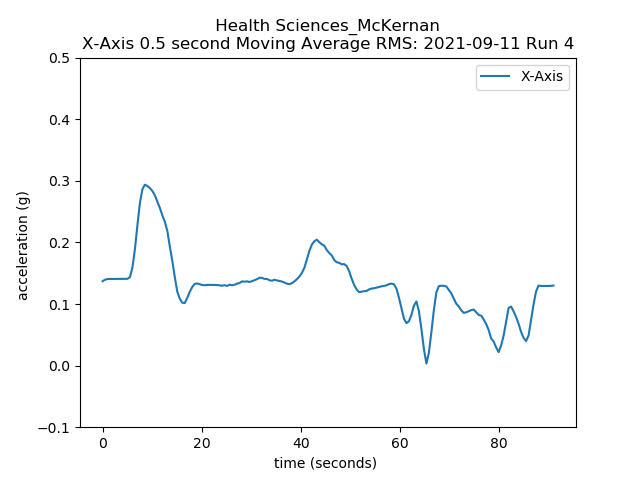 Health Sciences_McKernan
X-Axis 0.5 second Moving Average RMS: 2021-09-11 Run 4
X-Axis
acceleration (g)
0.5
0.4
0.3
0.2
0.1
0.0
−0.1
0 20 40 60 80
time (seconds)